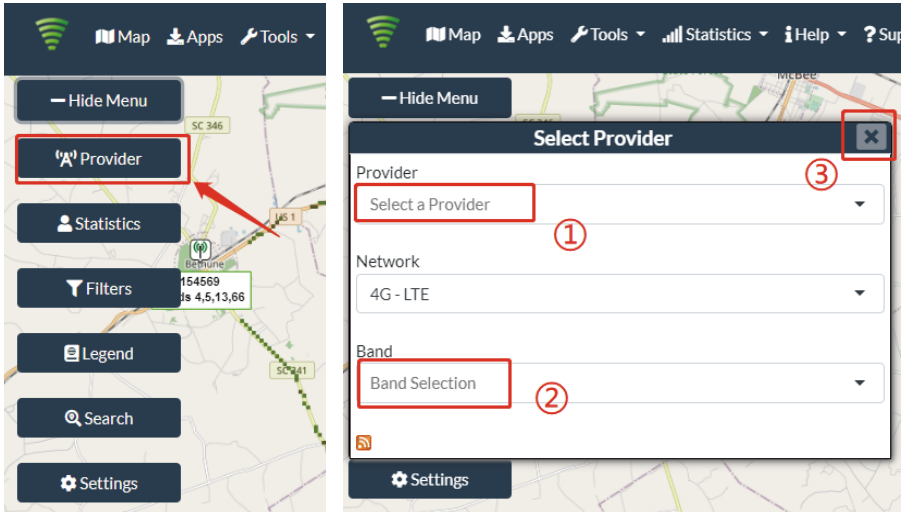 Map Apps Tools
Hide Menu
SC 346
Provider
US 1
Statistics
Bethune
154569
ds 4,5,13,66
Filters
Legend
SC 341
Search
Settings
Map Apps Tools Statistics Help ? Sup
McBee
Hide Menu
Select Provider
Provider
③
Select a Provider
①
Network
4G - LTE
Band
Band Selection
②
Settings